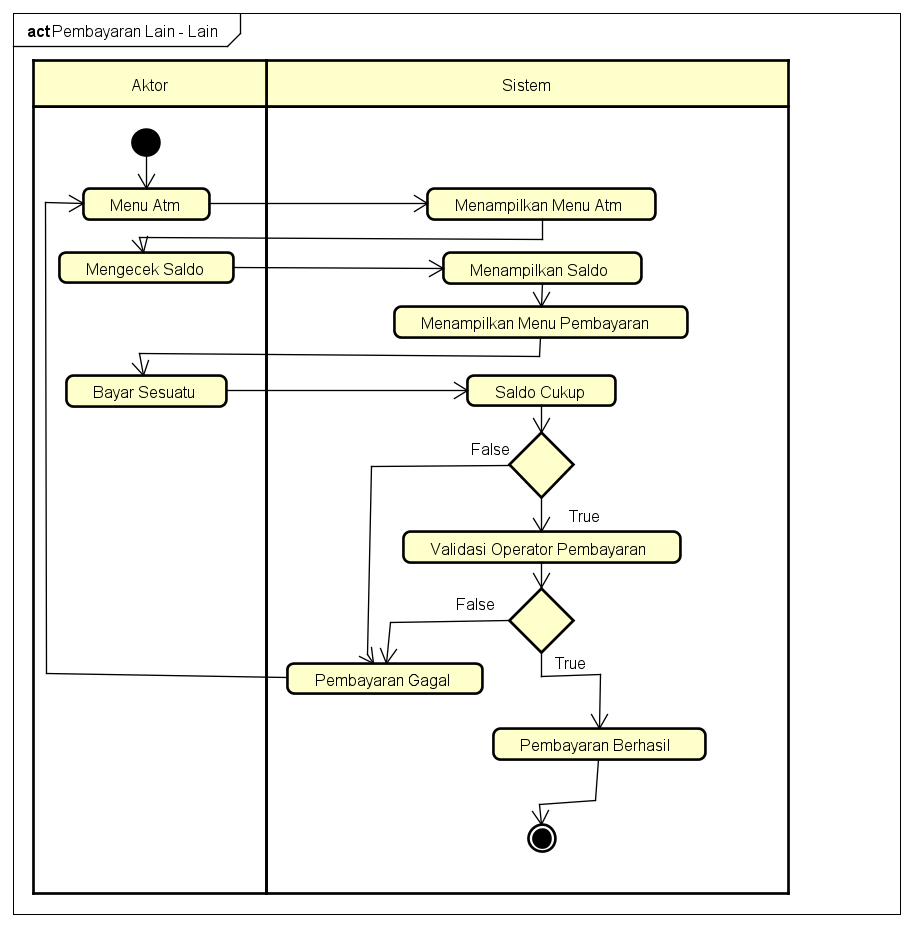 act Pembayaran Lain - Lain
Aktor
Sistem
Menu Atm
Menampilkan Menu Atm
Mengecek Saldo
Menampilkan Saldo
Menampilkan Menu Pembayaran
Bayar Sesuatu
Saldo Cukup
False
True
Validasi Operator Pembayaran
False
True
Pembayaran Gagal
Pembayaran Berhasil